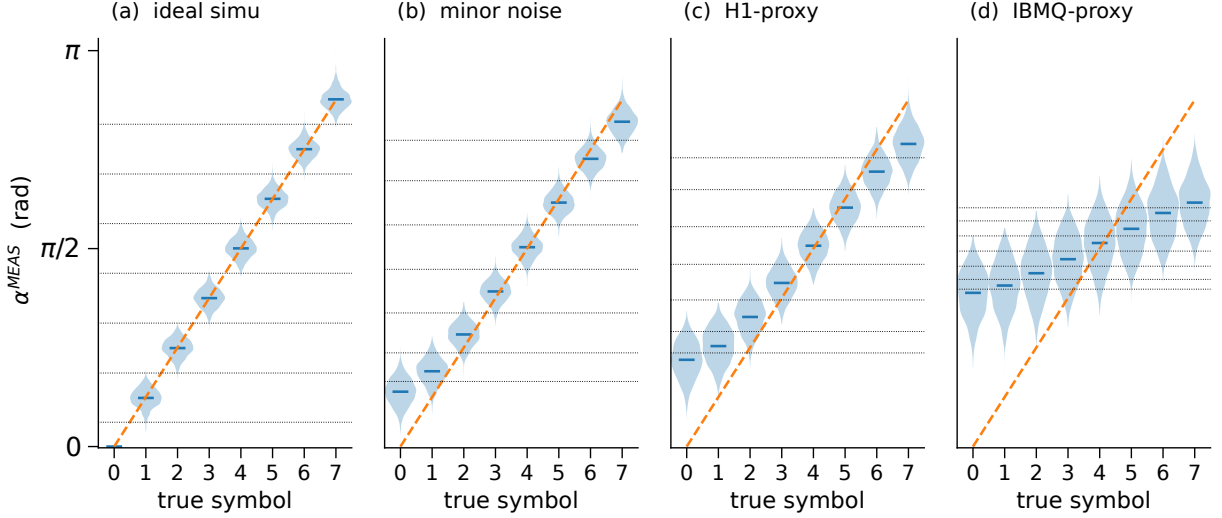 (a) ideal simu
(b) minor noise
(c) H1-proxy
(d) IBMQ-proxy
π
π/2
0
α^MEAS (rad)
0 1 2 3 4 5 6 7
0 1 2 3 4 5 6 7
0 1 2 3 4 5 6 7
0 1 2 3 4 5 6 7
true symbol
true symbol
true symbol
true symbol